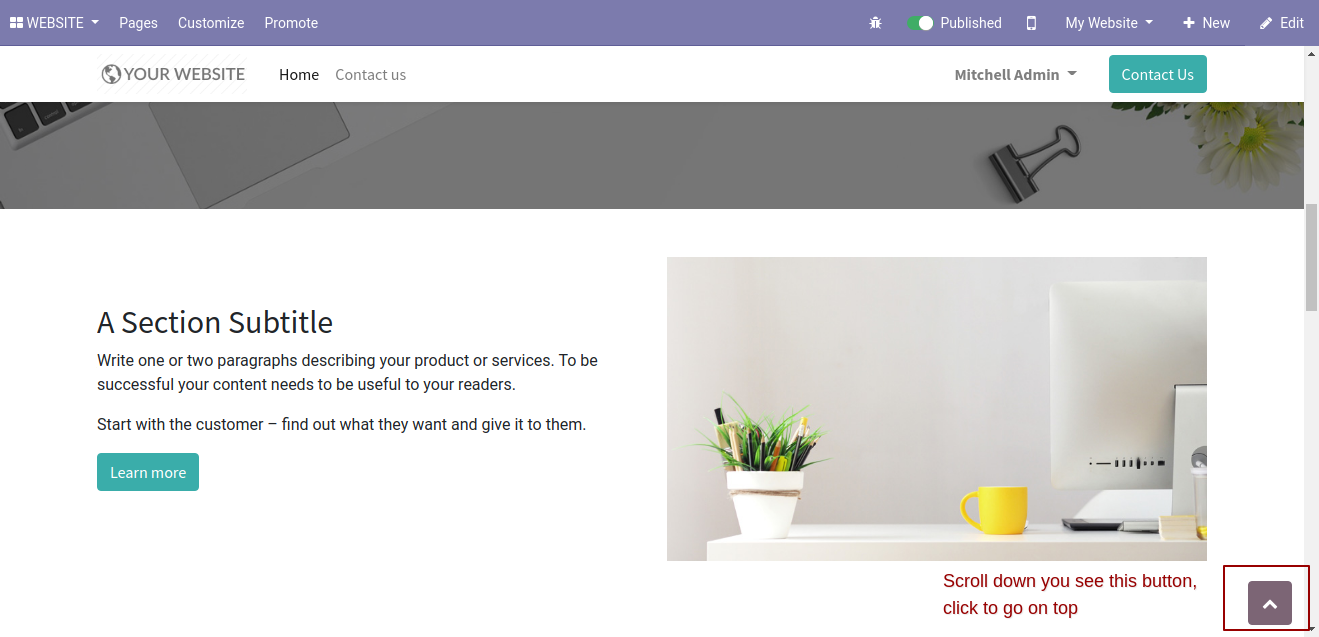 WEBSITE Pages Customize Promote Published My Website New Edit
YOUR WEBSITE Home Contact us Mitchell Admin Contact Us
A Section Subtitle
Write one or two paragraphs describing your product or services. To be
successful your content needs to be useful to your readers.
Start with the customer – find out what they want and give it to them.
Learn more
Scroll down you see this button,
click to go on top